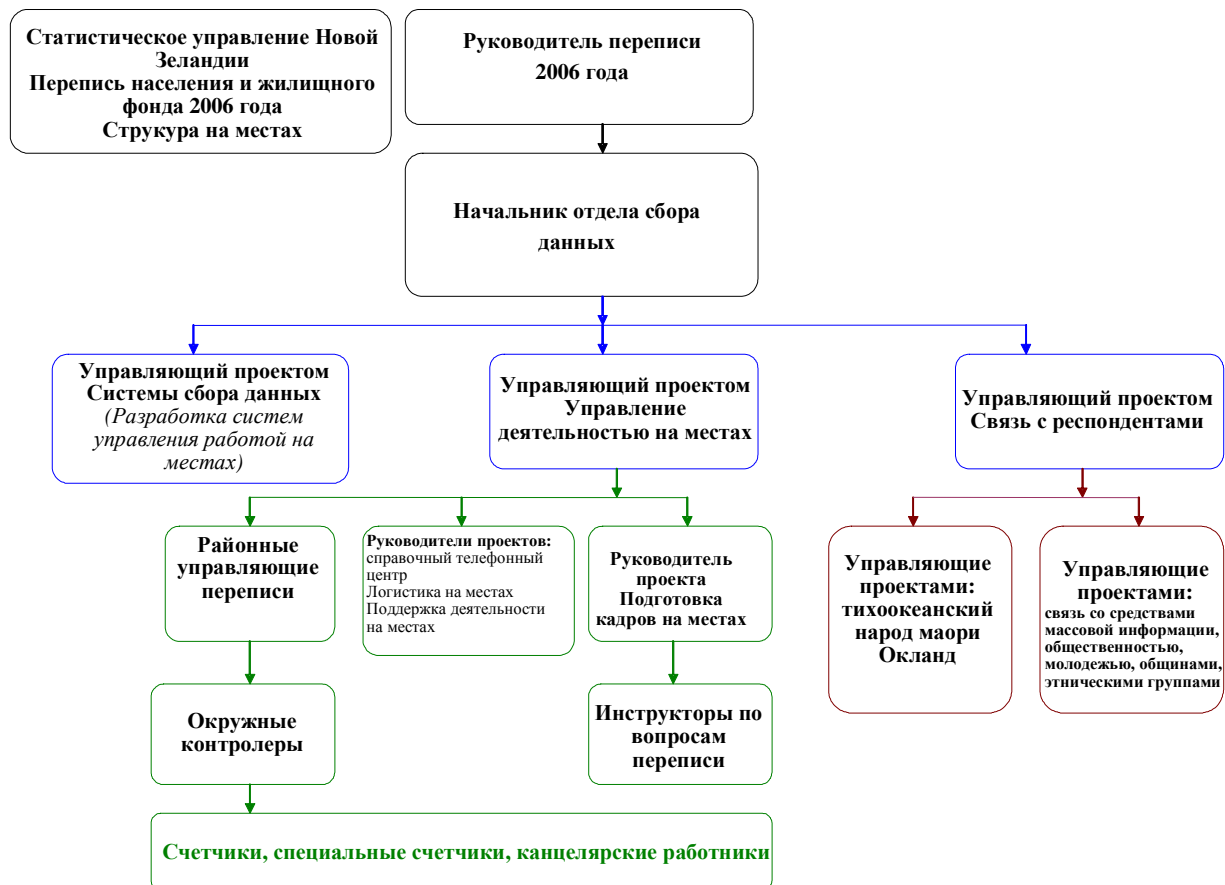 Статистическое управление Новой
Зеландии
Перепись населения и жилищного
фонда 2006 года
Струкура на местах
Руководитель переписи
2006 года
Начальник отдела сбора
данных
Управляющий проектом
Системы сбора данных
(Разработка систем
управления работой на
местах)
Управляющий проектом
Управление
деятельностью на местах
Управляющий проектом
Связь с респондентами
Районные
управляющие
переписи
Руководители проектов:
справочный телефонный
центр
Логистика на местах
Поддержка деятельности
на местах
Руководитель
проекта
Подготовка
кадров на местах
Управляющие
проектами:
тихоокеанский
народ маори
Окланд
Управляющие
проектами:
связь со средствами
массовой информации,
общественностью,
молодежью, общинами,
этническими группами
Окружные
контролеры
Инструкторы по
вопросам
переписи
Счетчики, специальные счетчики, канцелярские работники